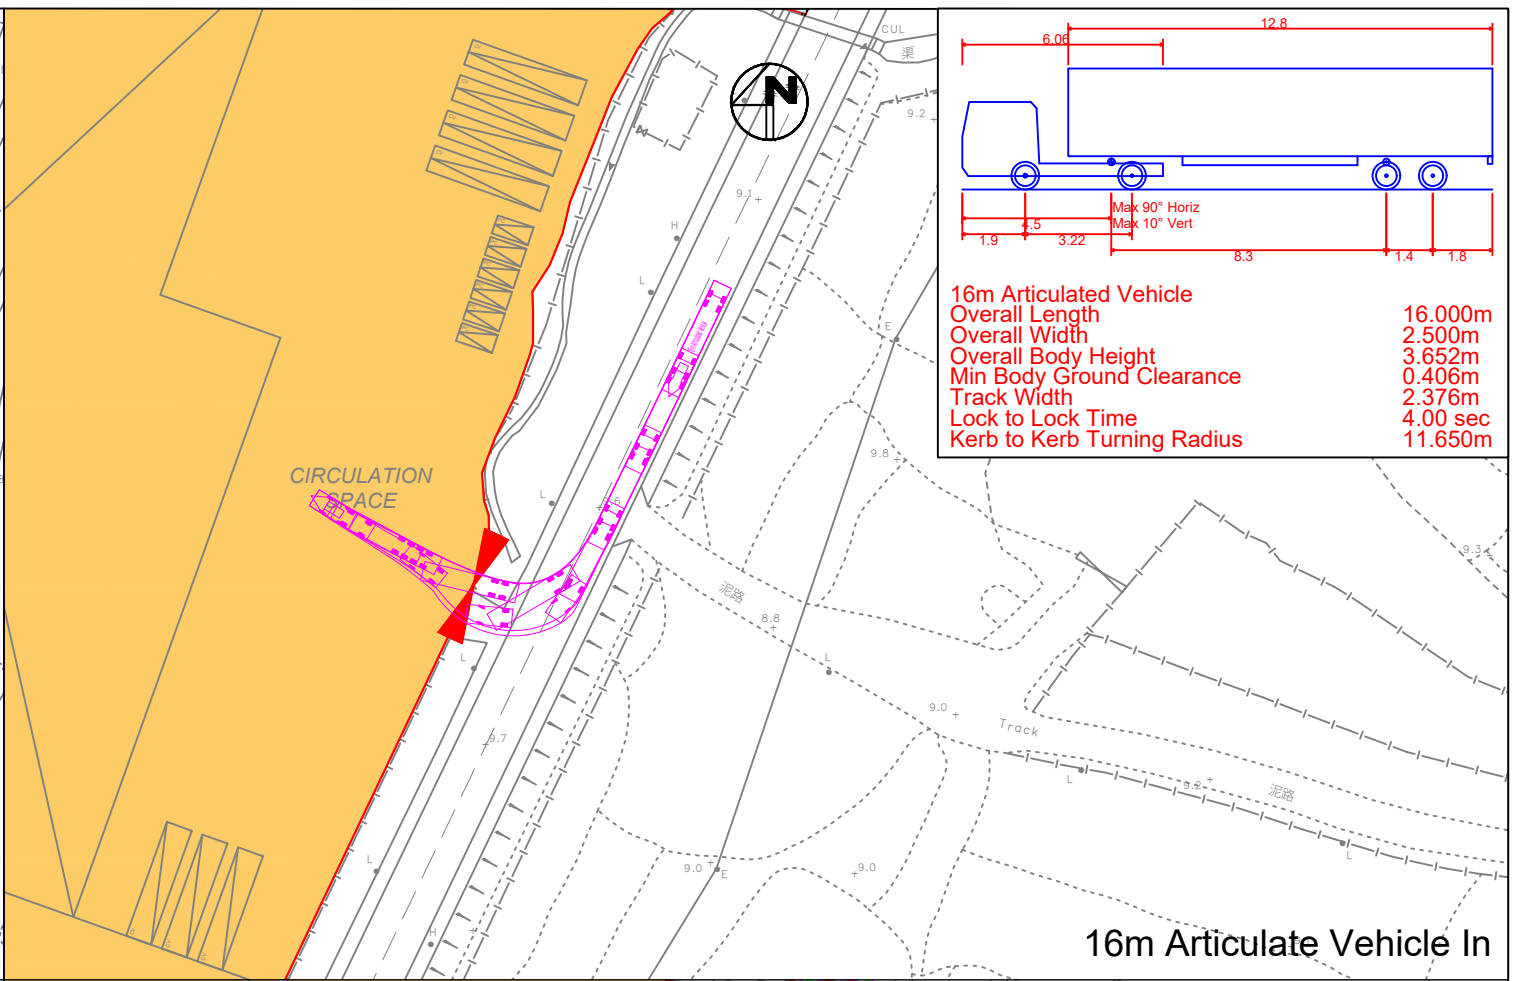 CUL
渠
N
9.2
9.1
H
L
E
9.8
L
9.6
9.3
CIRCULATION
SPACE
泥路
8.8
L
L
9.0
Track
9.7
L
9.2
泥路
L
L
9.0
E
9.0
H
12.8
6.06
Max 90° Horiz
4.5
Max 10° Vert
1.9
3.22
8.3
1.4
1.8
16m Articulated Vehicle
Overall Length 16.000m
Overall Width 2.500m
Overall Body Height 3.652m
Min Body Ground Clearance 0.406m
Track Width 2.376m
Lock to Lock Time 4.00 sec
Kerb to Kerb Turning Radius 11.650m
16m Articulate Vehicle In